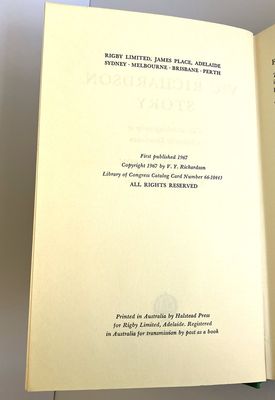 RIGBY LIMITED, JAMES PLACE, ADELAIDE
SYDNEY · MELBOURNE · BRISBANE · PERTH
First published 1967
Copyright 1967 by V. Y. Richardson
Library of Congress Catalog Card Number 66-28443
ALL RIGHTS RESERVED
Printed in Australia by Halstead Press
for Rigby Limited, Adelaide. Registered
in Australia for transmission by post as a book